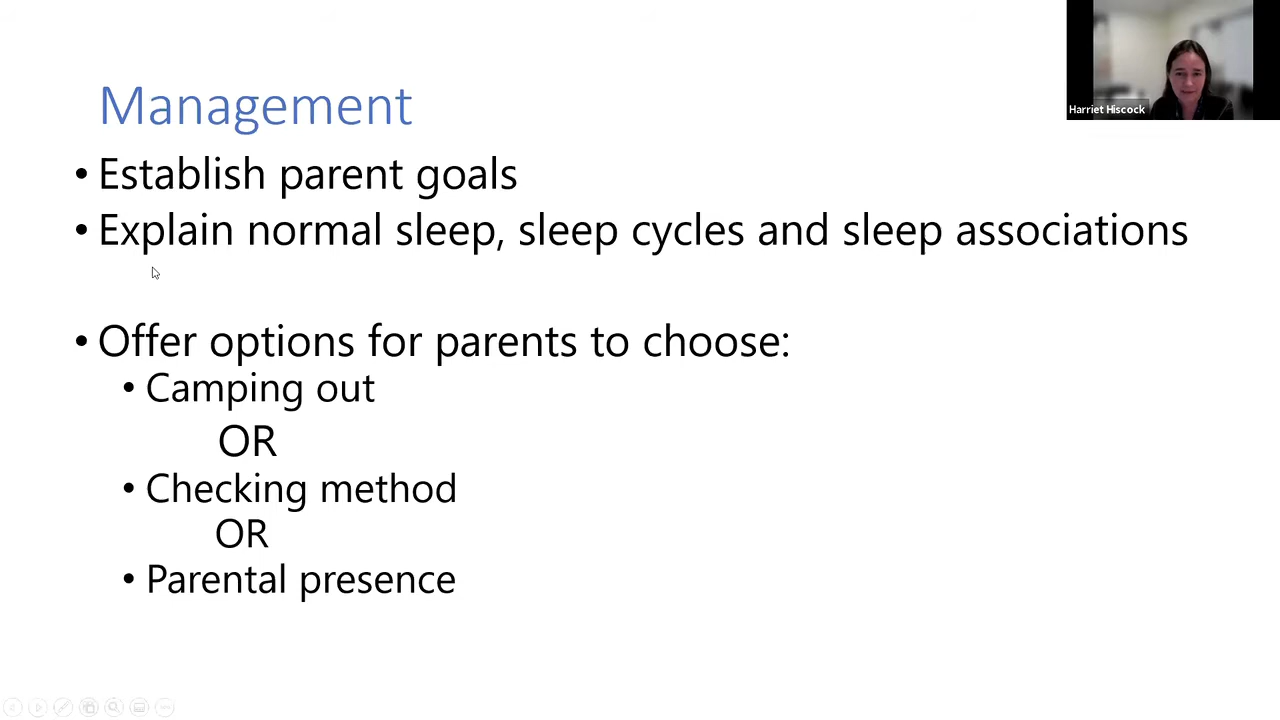 Harriet Hiscock
Management
• Establish parent goals
• Explain normal sleep, sleep cycles and sleep associations
• Offer options for parents to choose:
• Camping out
OR
• Checking method
OR
• Parental presence